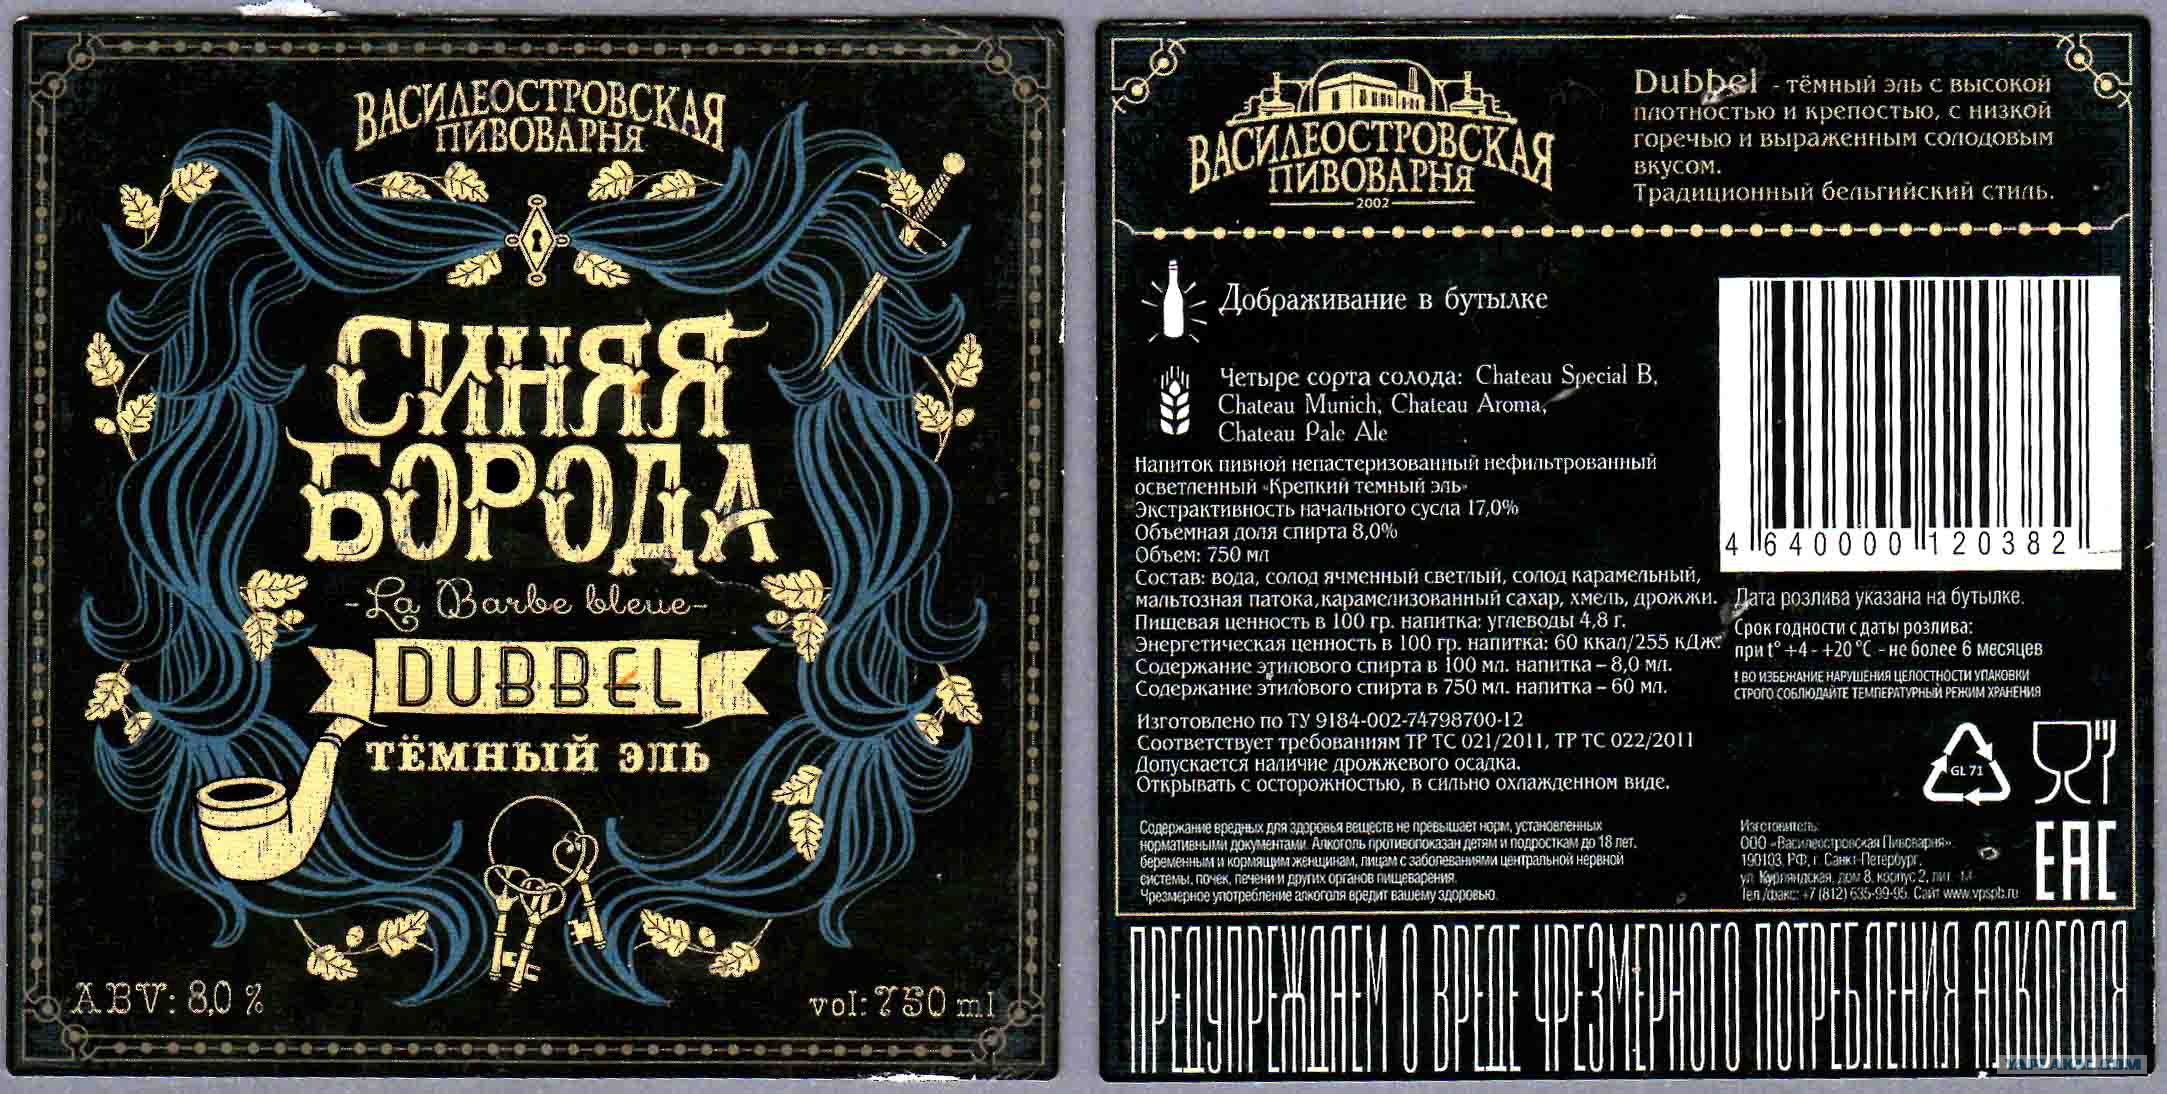 ВАСИЛЕОСТРОВСКАЯ
ПИВОВАРНЯ
СИНЯЯ
БОРОДА
-La Barbe bleue-
DUBBEL
ТЁМНЫЙ ЭЛЬ
ABV: 8,0 %
vol: 750 ml
ВАСИЛЕОСТРОВСКАЯ
ПИВОВАРНЯ
2002
Dubbel - тёмный эль с высокой
плотностью и крепостью, с низкой
горечью и выраженным солодовым
вкусом.
Традиционный бельгийский стиль.
Дображивание в бутылке
Четыре сорта солода: Chateau Special B,
Chateau Munich, Chateau Aroma,
Chateau Pale Ale
Напиток пивной непастеризованный нефильтрованный
осветленный «Крепкий темный эль»
Экстрактивность начального сусла 17,0%
Объемная доля спирта 8,0%
Объем: 750 мл
Состав: вода, солод ячменный светлый, солод карамельный,
мальтозная патока,карамелизованный сахар, хмель, дрожжи.
Пищевая ценность в 100 гр. напитка: углеводы 4,8 г.
Энергетическая ценность в 100 гр. напитка: 60 ккал/255 кДж.
Содержание этилового спирта в 100 мл. напитка – 8,0 мл.
Содержание этилового спирта в 750 мл. напитка – 60 мл.
Изготовлено по ТУ 9184-002-74798700-12
Соответствует требованиям ТР ТС 021/2011, ТР ТС 022/2011
Допускается наличие дрожжевого осадка.
Открывать с осторожностью, в сильно охлажденном виде.
Содержание вредных для здоровья веществ не превышает норм, установленных
нормативными документами. Алкоголь противопоказан детям и подросткам до 18 лет,
беременным и кормящим женщинам, лицам с заболеваниями центральной нервной
системы, почек, печени и других органов пищеварения.
Чрезмерное употребление алкоголя вредит вашему здоровью.
4 640000 120382
Дата розлива указана на бутылке.
Срок годности с даты розлива:
при t° +4 - +20 °C - не более 6 месяцев
! ВО ИЗБЕЖАНИЕ НАРУШЕНИЯ ЦЕЛОСТНОСТИ УПАКОВКИ
СТРОГО СОБЛЮДАЙТЕ ТЕМПЕРАТУРНЫЙ РЕЖИМ ХРАНЕНИЯ
GL 71
Изготовитель:
ООО «Василеостровская Пивоварня».
190103, РФ, г. Санкт-Петербург,
ул. Курляндская, дом 8, корпус 2, лит.
Тел./факс: +7 (812) 635-99-95. Сайт www.vpspb.ru
EAC
ПРЕДУПРЕЖДАЕМ О ВРЕДЕ ЧРЕЗМЕРНОГО ПОТРЕБЛЕНИЯ АЛКОГОЛЯ
YAPLAKAL.COM